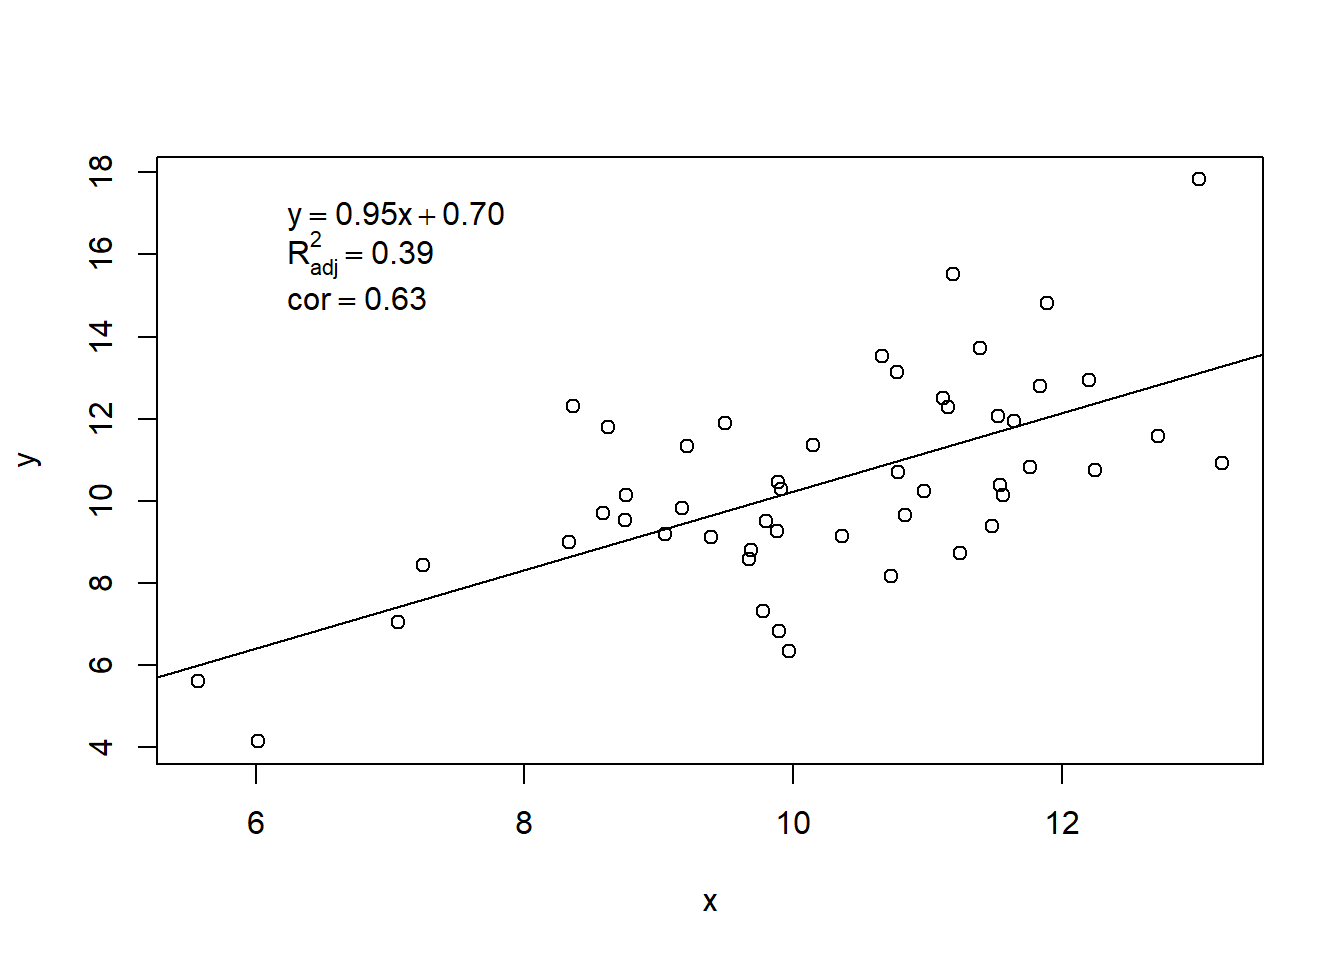 y = 0.95x + 0.70
R²adj = 0.39
cor = 0.63
18
16
14
12
10
8
6
4
y
6 8 10 12
x